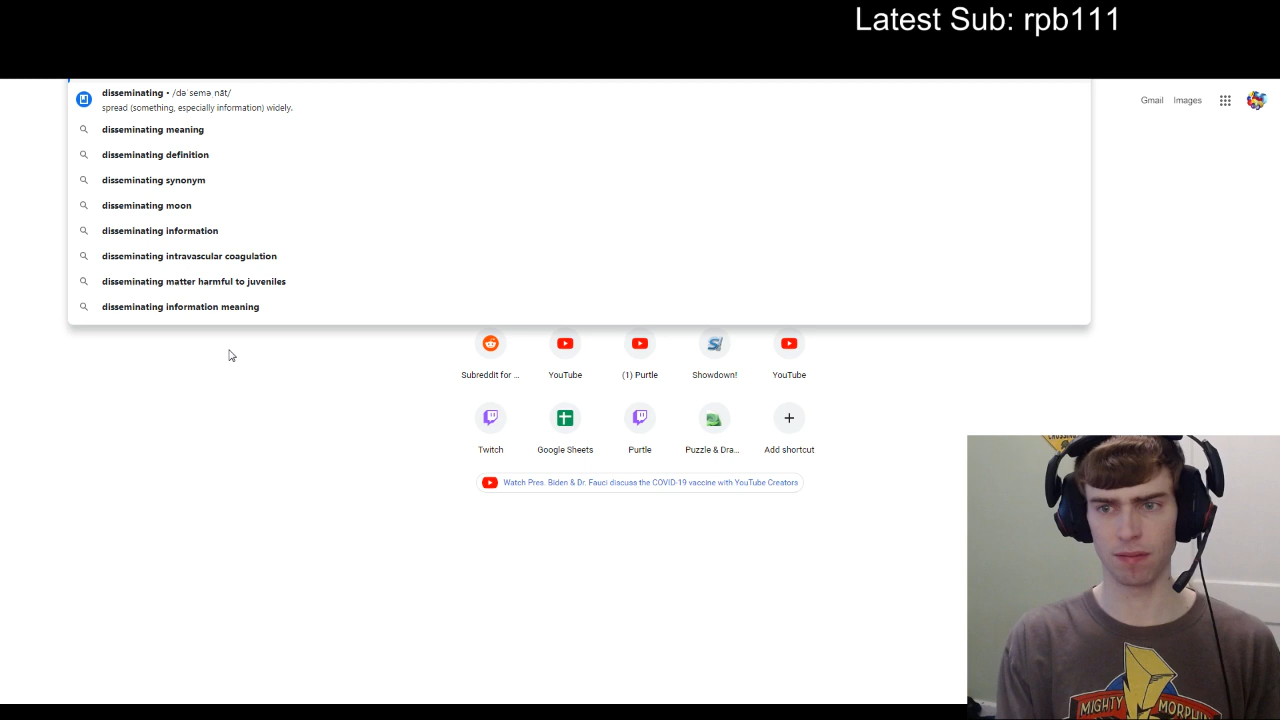 Latest Sub: rpb111
disseminating • /dəˈseməˌnāt/
spread (something, especially information) widely.
disseminating meaning
disseminating definition
disseminating synonym
disseminating moon
disseminating information
disseminating intravascular coagulation
disseminating matter harmful to juveniles
disseminating information meaning
Gmail Images
Subreddit for ... YouTube (1) Purtle Showdown! YouTube
Twitch Google Sheets Purtle Puzzle & Dra... Add shortcut
Watch Pres. Biden & Dr. Fauci discuss the COVID-19 vaccine with YouTube Creators
CROSSING
MIGHTY MORPHIN